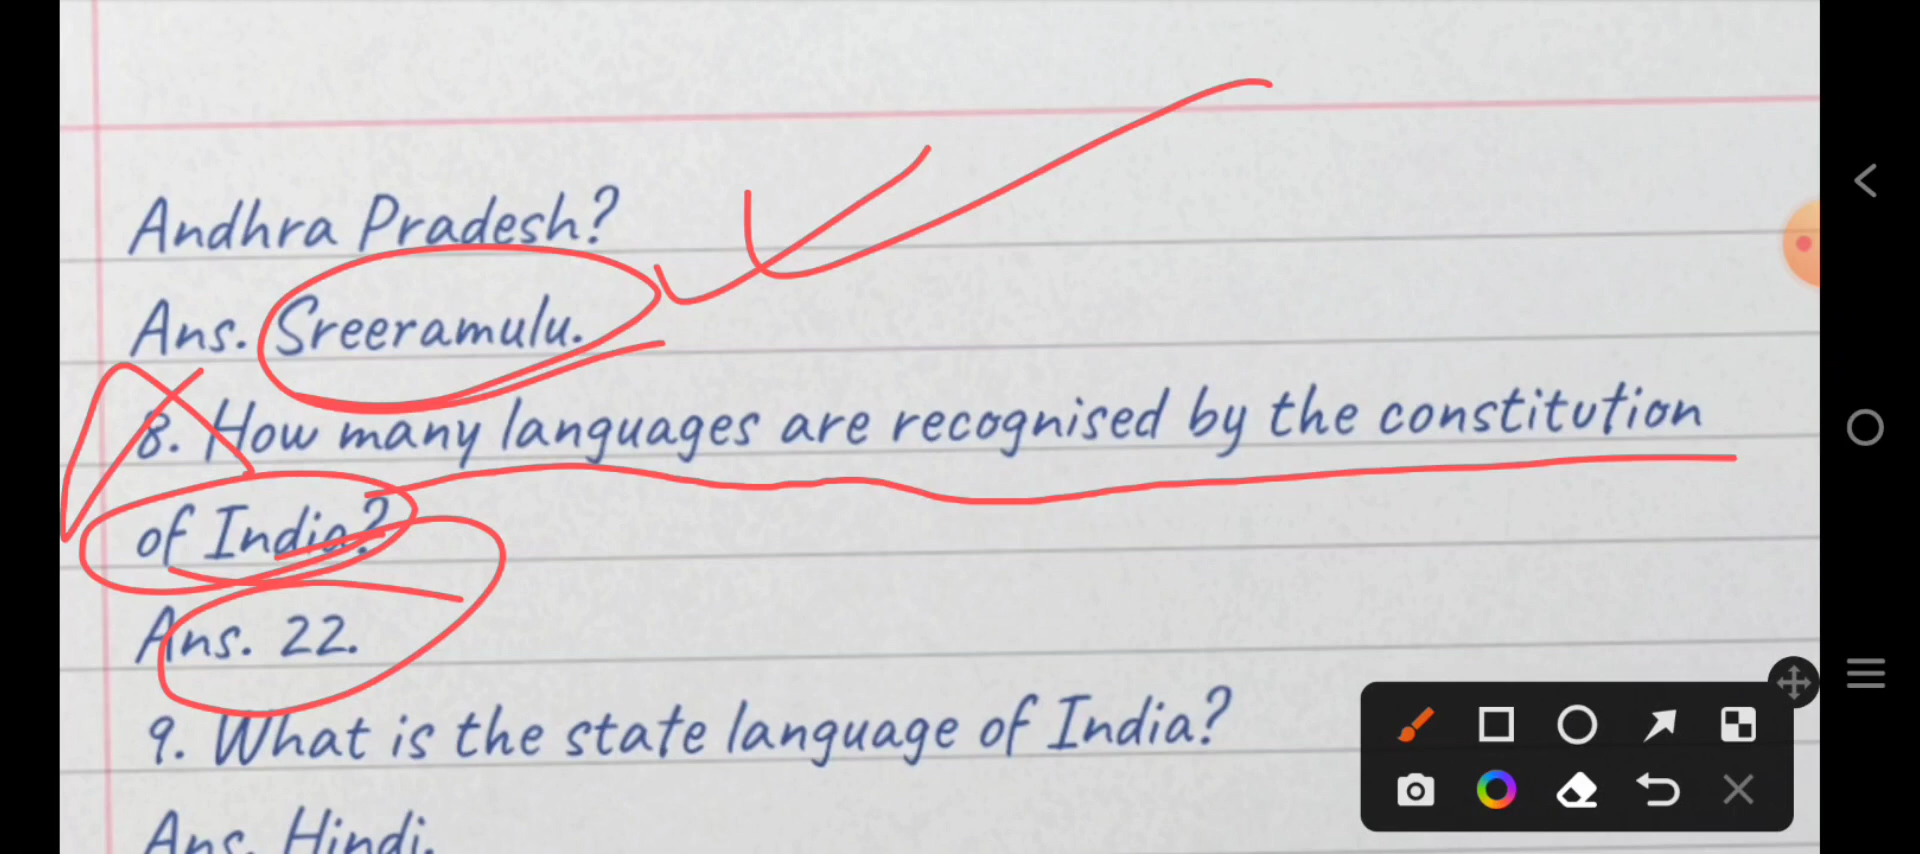 Andhra Pradesh?
Ans. Sreeramulu.
8. How many languages are recognised by the constitution
of India?
Ans. 22.
9. What is the state language of India?
Ans. Hindi.